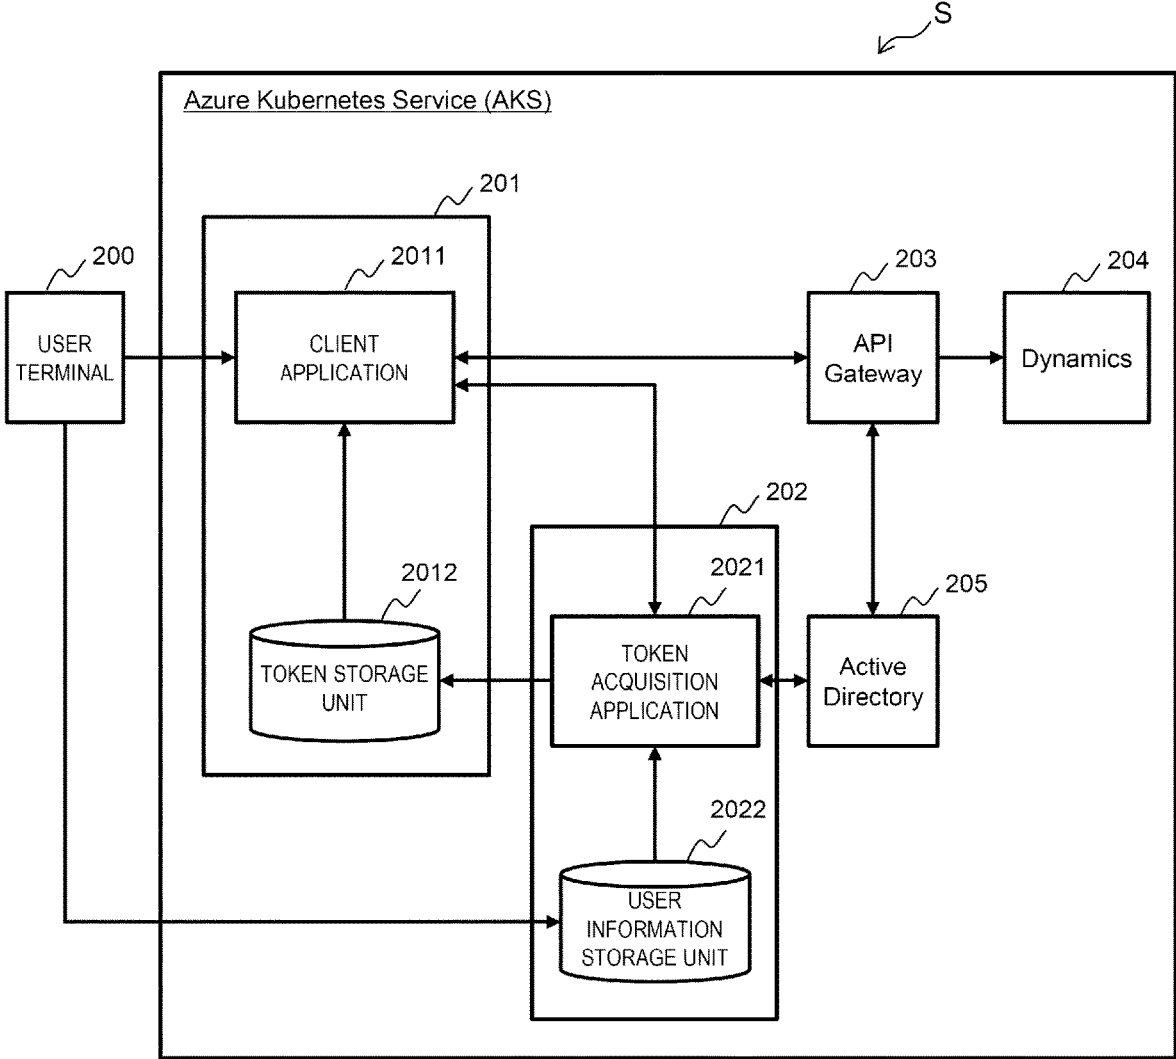 S
Azure Kubernetes Service (AKS)
201
200
2011
203
204
USER
TERMINAL
CLIENT
APPLICATION
API
Gateway
Dynamics
202
2012
2021
205
TOKEN STORAGE
UNIT
TOKEN
ACQUISITION
APPLICATION
Active
Directory
2022
USER
INFORMATION
STORAGE UNIT